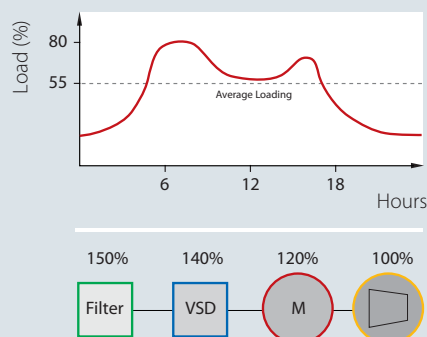 Load (%)
80
55
Average Loading
6 12 18
Hours
150% 140% 120% 100%
Filter VSD M